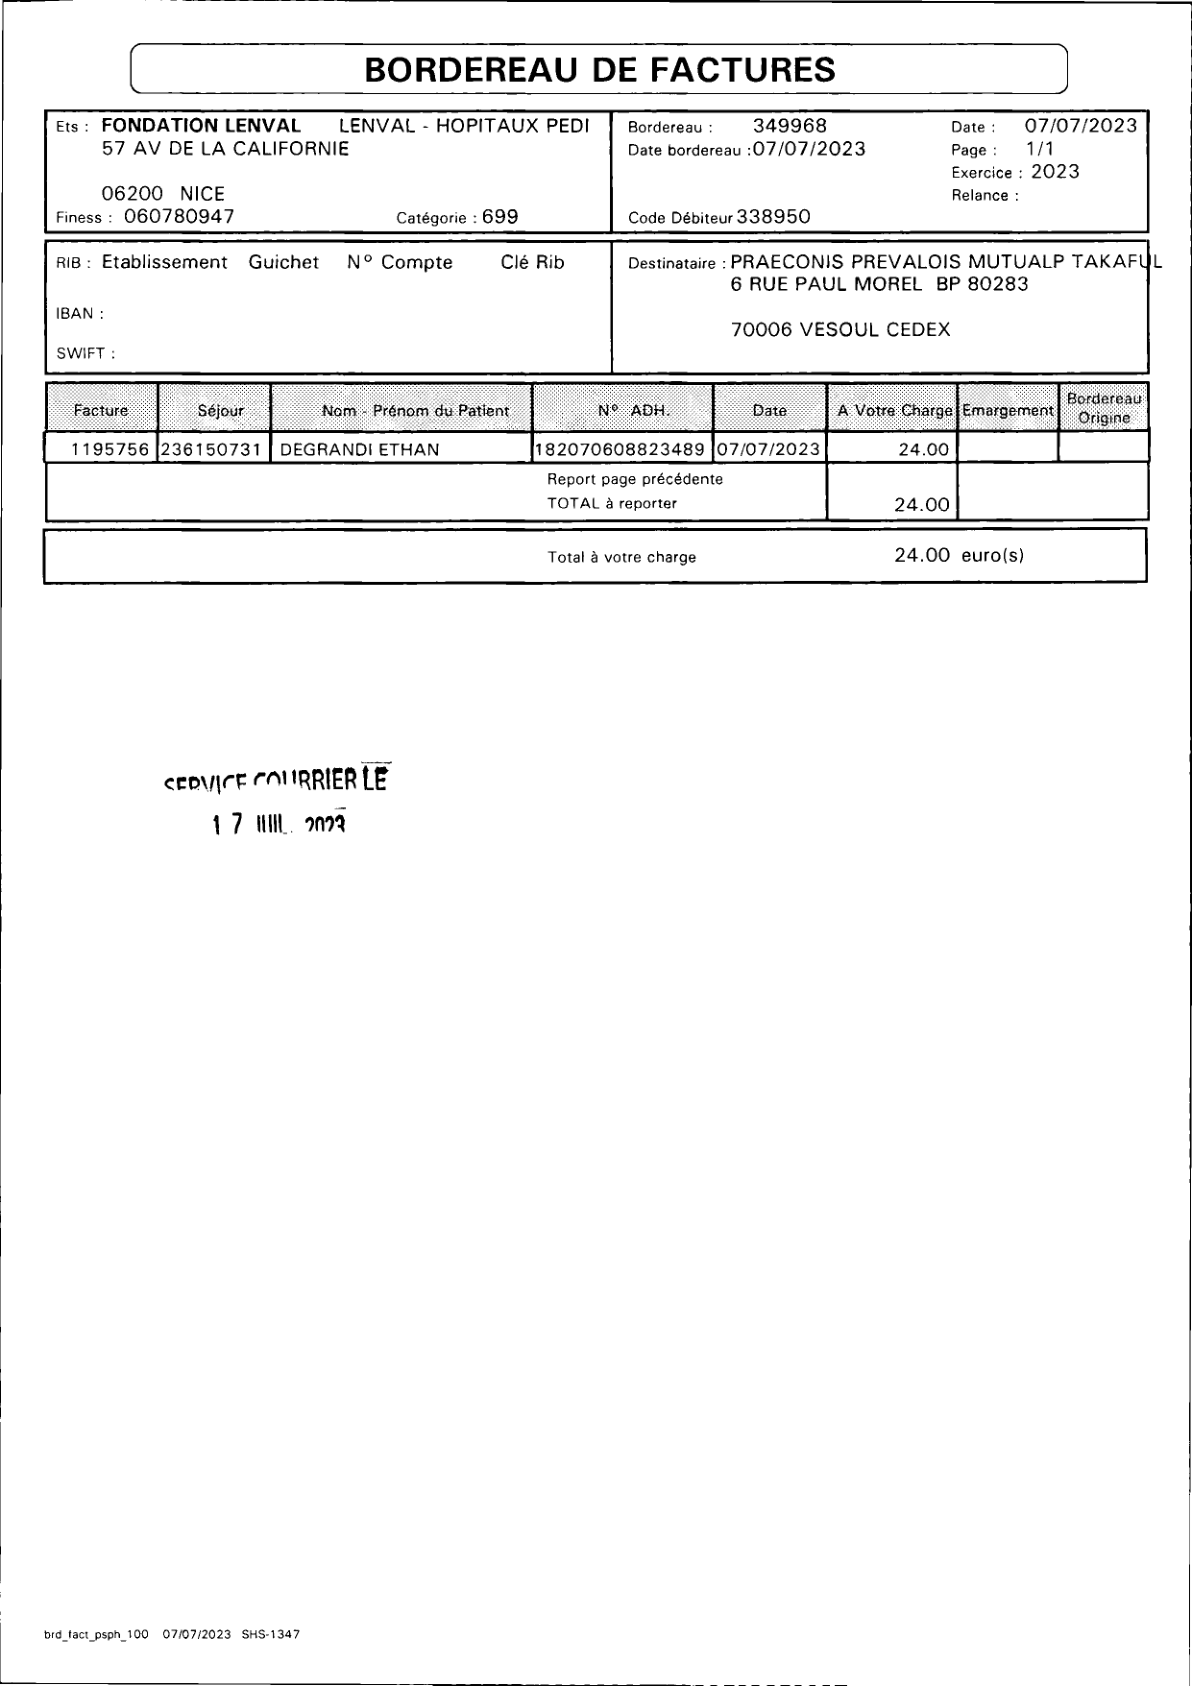 BORDEREAU DE FACTURES
Ets : FONDATION LENVAL LENVAL - HOPITAUX PEDI
57 AV DE LA CALIFORNIE
06200 NICE
Finess : 060780947 Catégorie : 699
Bordereau : 349968 Date : 07/07/2023
Date bordereau : 07/07/2023 Page : 1/1
Exercice : 2023
Relance :
Code Débiteur 338950
RIB : Etablissement Guichet N° Compte Clé Rib
IBAN :
SWIFT :
Destinataire : PRAECONIS PREVALOIS MUTUALP TAKAFUL
6 RUE PAUL MOREL BP 80283
70006 VESOUL CEDEX
Facture Séjour Nom - Prénom du Patient N° ADH. Date A Votre Charge Emargement Bordereau Origine
1195756 236150731 DEGRANDI ETHAN 182070608823489 07/07/2023 24.00
Report page précédente
TOTAL à reporter 24.00
Total à votre charge 24.00 euro(s)
SERVICE COURRIER LE
17 JUIL. 2023
brd_fact_psph_100 07/07/2023 SHS-1347